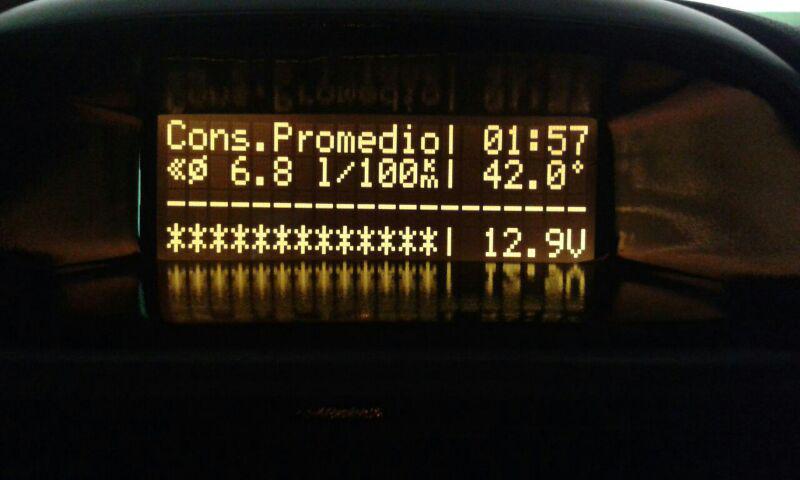 Cons.Promedio| 01:57
«ø 6.8 l/100km| 42.0°
--------------------
*************| 12.9V